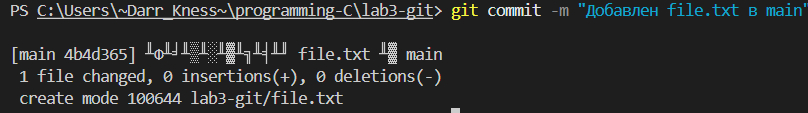 PS C:\Users\~Darr_Kness~\programming-C\lab3-git> git commit -m "Добавлен file.txt в main"
[main 4b4d365] file.txt main
1 file changed, 0 insertions(+), 0 deletions(-)
create mode 100644 lab3-git/file.txt